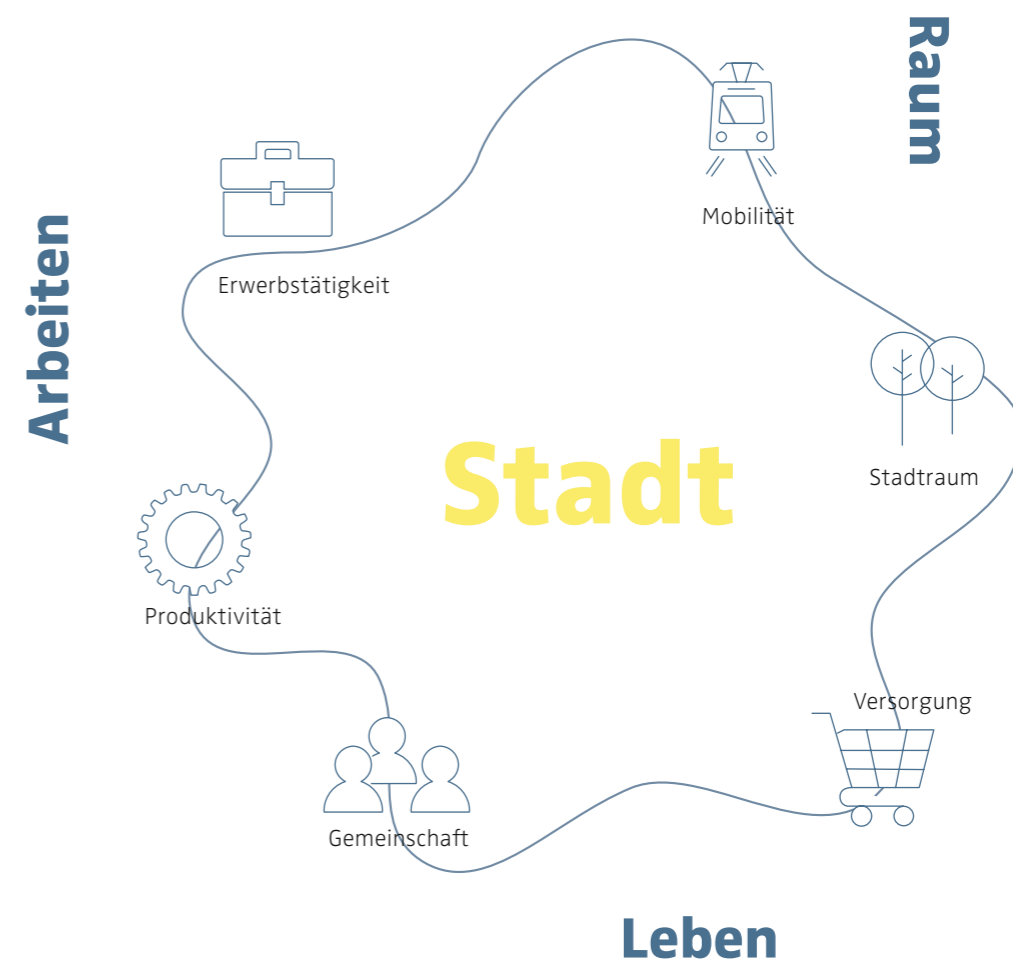 Raum
Mobilität
Arbeiten
Erwerbstätigkeit
Stadt
Stadtraum
Produktivität
Versorgung
Gemeinschaft
Leben